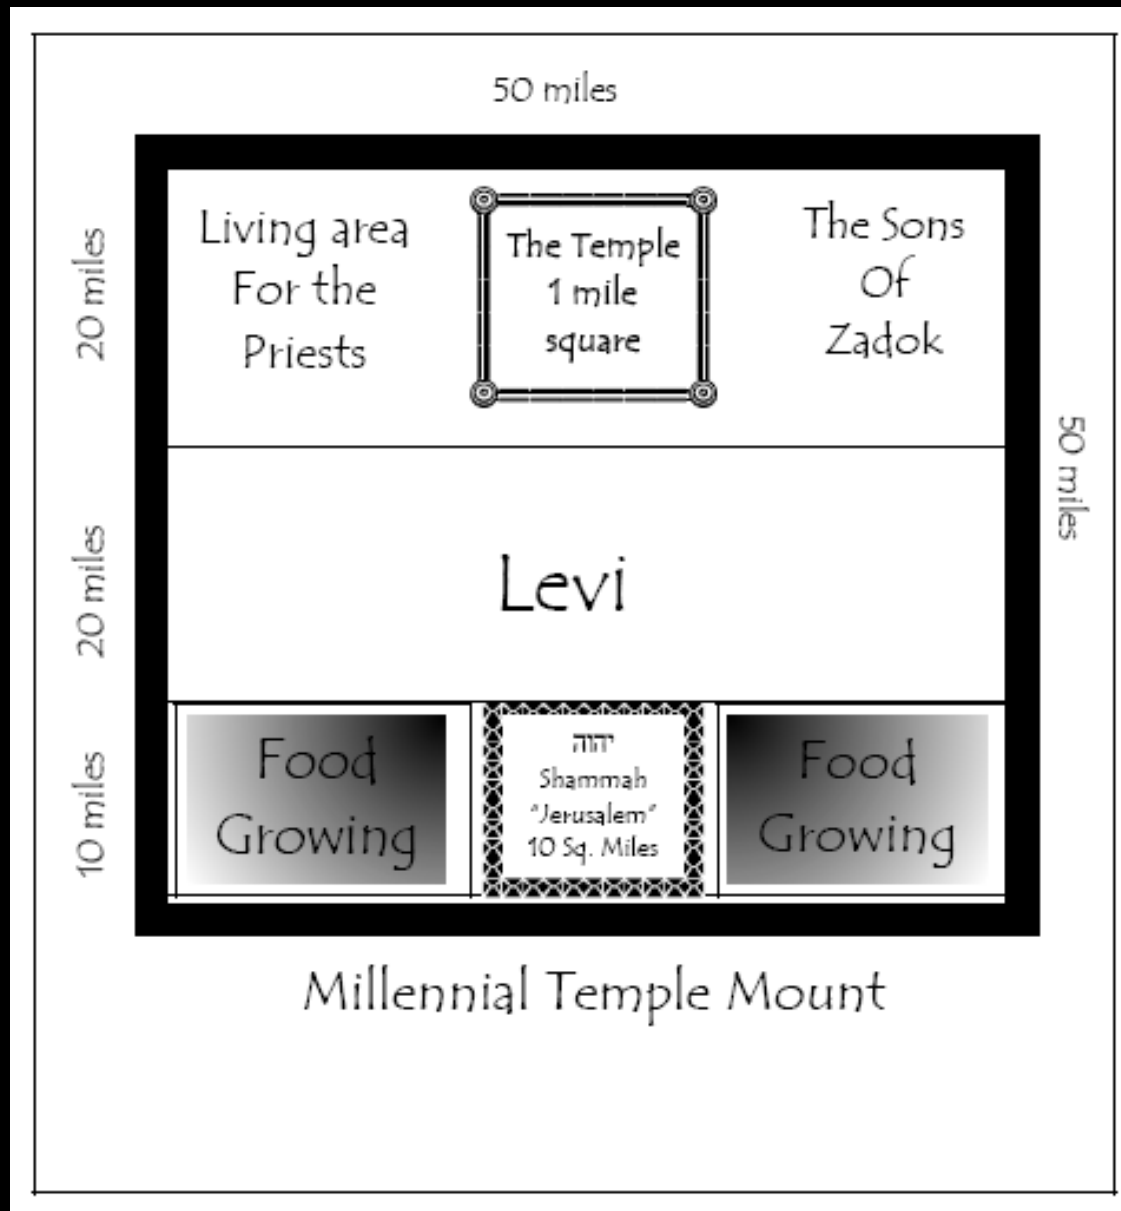 50 miles
20 miles
Living area
For the
Priests
The Temple
1 mile
square
The Sons
Of
Zadok
50 miles
20 miles
Levi
10 miles
Food
Growing
יהוה
Shammah
"Jerusalem"
10 Sq. Miles
Food
Growing
Millennial Temple Mount